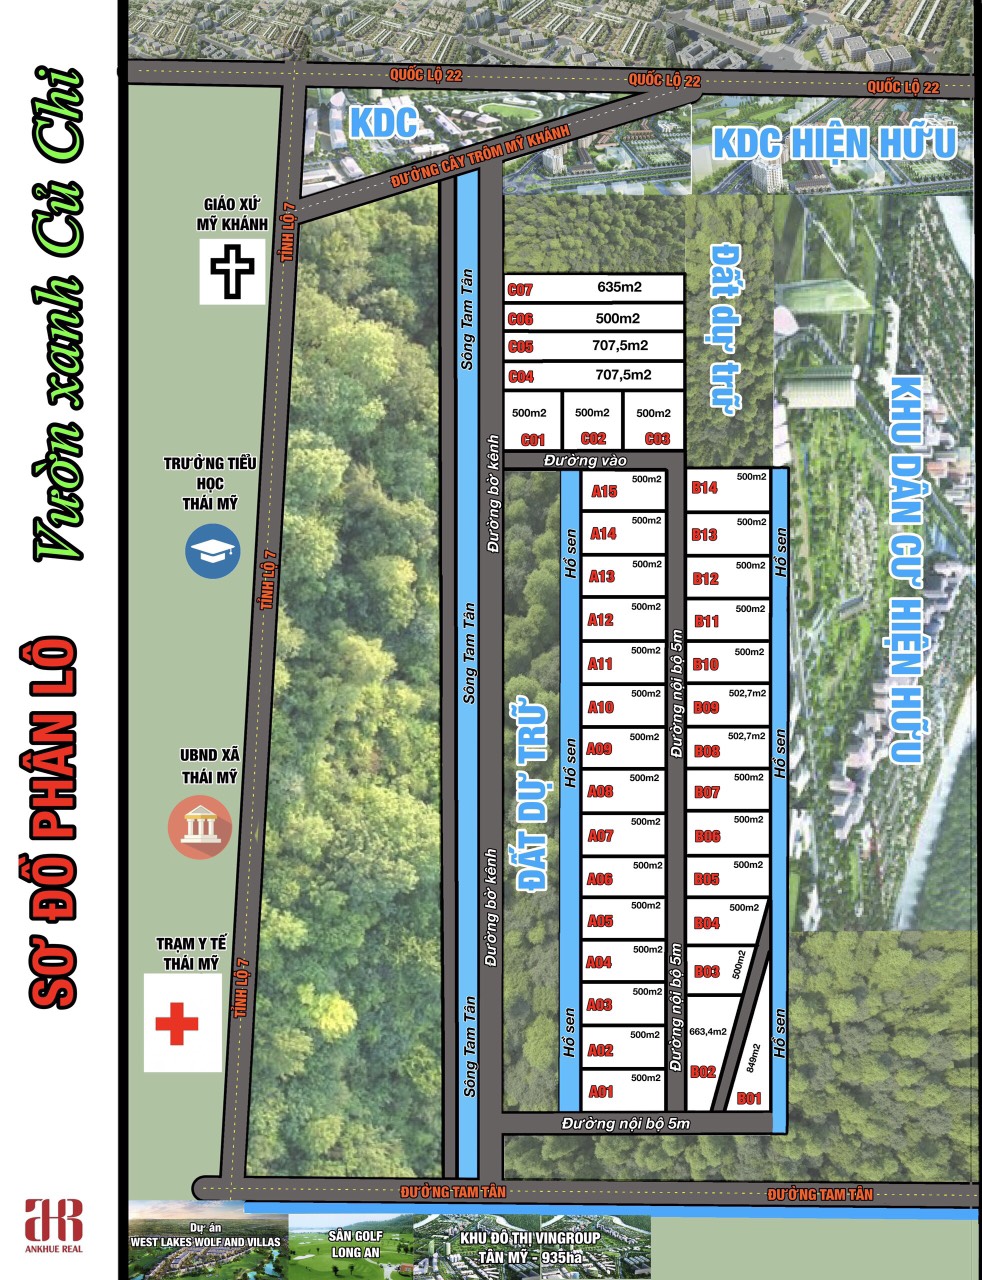 Vườn xanh Củ Chi
SƠ ĐỒ PHÂN LÔ
ANKHUE REAL
QUỐC LỘ 22
QUỐC LỘ 22
QUỐC LỘ 22
KDC
ĐƯỜNG CÂY TRÔM MỸ KHÁNH
KDC HIỆN HỮU
GIÁO XỨ
MỸ KHÁNH
TỈNH LỘ 7
Sông Tam Tân
Đất dự trữ
C07 635m2
C06 500m2
C05 707,5m2
C04 707,5m2
500m2 500m2 500m2
C01 C02 C03
Đường vào
Đường bờ kênh
KHU DÂN CƯ HIỆN HỮU
TRƯỜNG TIỂU
HỌC
THÁI MỸ
TỈNH LỘ 7
Sông Tam Tân
ĐẤT DỰ TRỮ
Hồ sen
Hồ sen
Hồ sen
A15 500m2
A14 500m2
A13 500m2
A12 500m2
A11 500m2
A10 500m2
A09 500m2
A08 500m2
A07 500m2
A06 500m2
A05 500m2
A04 500m2
A03 500m2
A02 500m2
A01 500m2
Đường nội bộ 5m
Đường nội bộ 5m
B14 500m2
B13 500m2
B12 500m2
B11 500m2
B10 500m2
B09 502,7m2
B08 502,7m2
B07 500m2
B06 500m2
B05 500m2
B04 500m2
B03 500m2
663,4m2
B02
849m2
B01
Hồ sen
Hồ sen
Hồ sen
UBND XÃ
THÁI MỸ
Đường bờ kênh
TRẠM Y TẾ
THÁI MỸ
TỈNH LỘ 7
Sông Tam Tân
Đường nội bộ 5m
ĐƯỜNG TAM TÂN
ĐƯỜNG TAM TÂN
Dự án
WEST LAKES WOLF AND VILLAS
SÂN GOLF
LONG AN
KHU ĐÔ THỊ VINGROUP
TÂN MỸ - 935ha